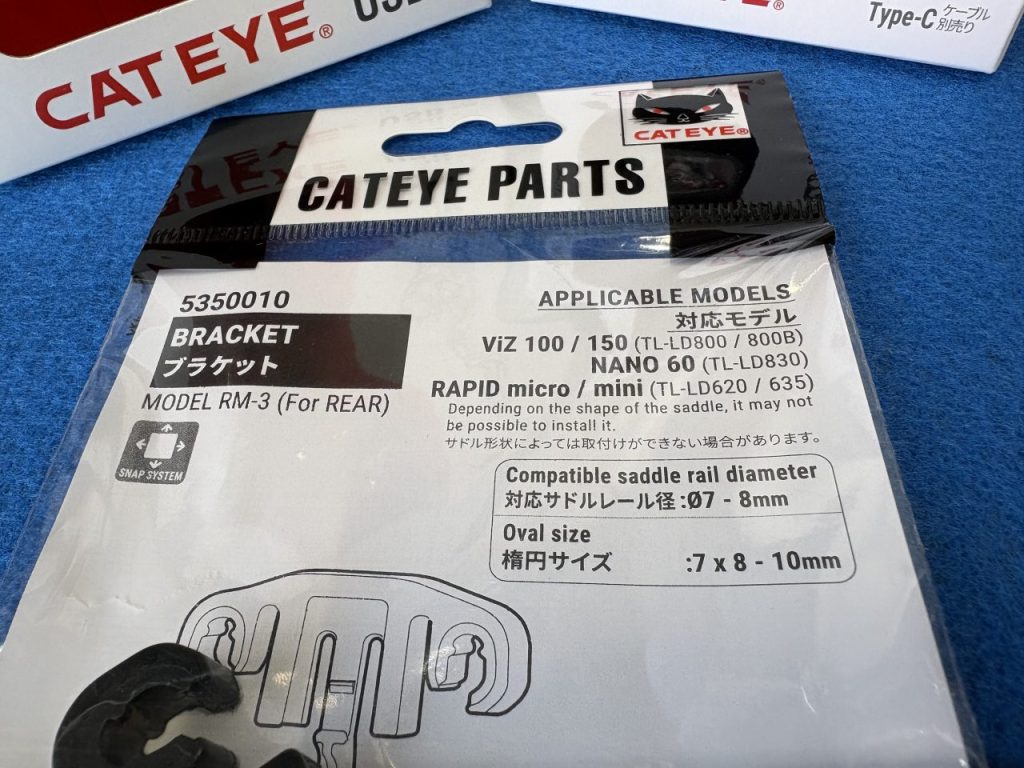 CATEYE®
USB
Type-C ケーブル別売り
CATEYE PARTS
CATEYE®
5350010
BRACKET
ブラケット
MODEL RM-3 (For REAR)
SNAP SYSTEM
APPLICABLE MODELS
対応モデル
ViZ 100 / 150 (TL-LD800 / 800B)
NANO 60 (TL-LD830)
RAPID micro / mini (TL-LD620 / 635)
Depending on the shape of the saddle, it may not
be possible to install it.
サドル形状によっては取付けができない場合があります。
Compatible saddle rail diameter
対応サドルレール径 :Ø7 - 8mm
Oval size
楕円サイズ :7 x 8 - 10mm